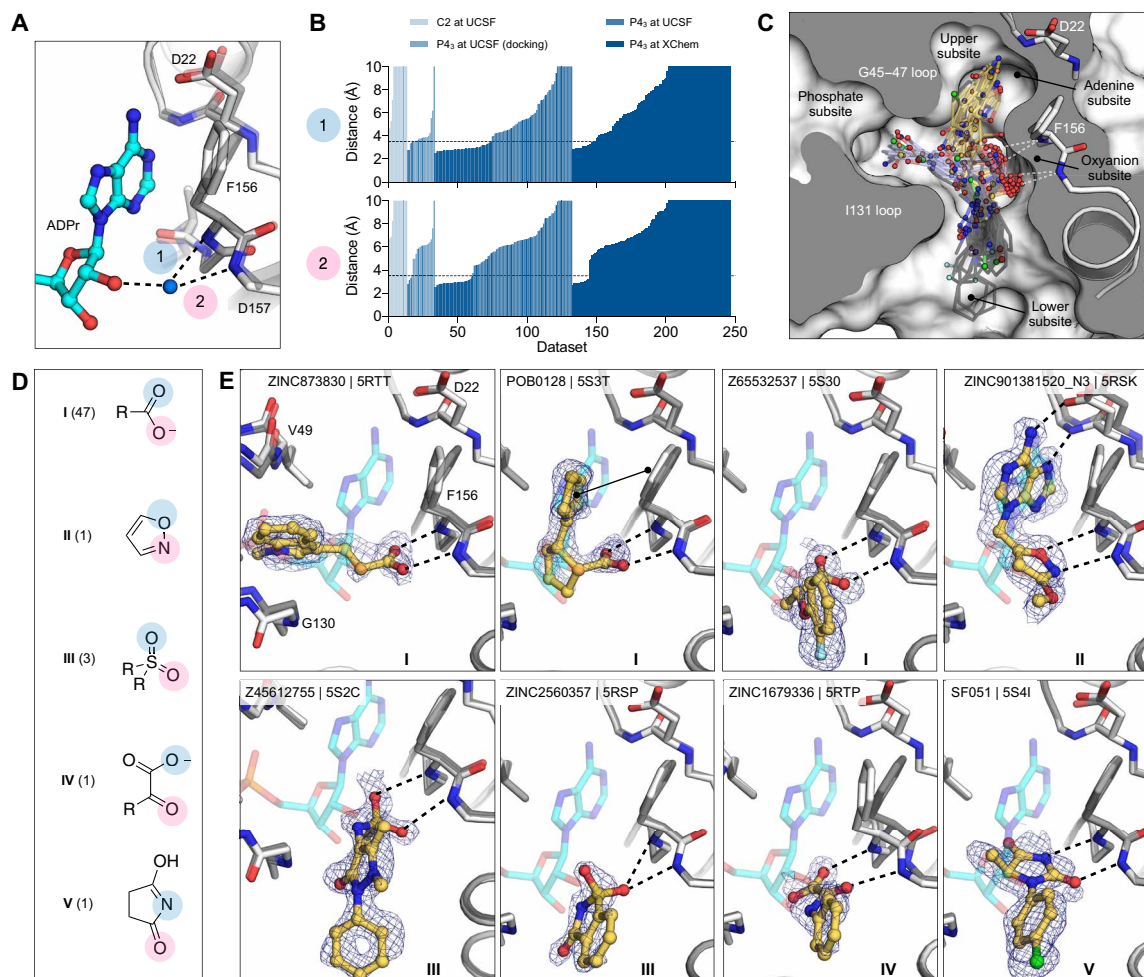 A
D22
ADPr
F156
1
2
D157
B
C2 at UCSF
P4₃ at UCSF
P4₃ at UCSF (docking)
P4₃ at XChem
1
Distance (Å)
10
8
6
4
2
0
2
Distance (Å)
10
8
6
4
2
0
0 50 100 150 200 250
Dataset
C
Upper subsite
D22
G45–47 loop
Adenine subsite
Phosphate subsite
F156
Oxyanion subsite
I131 loop
Lower subsite
D
I (47)
R
O
O−
II (1)
O
N
III (3)
O
S
O
R
R
IV (1)
O
O−
R
O
V (1)
OH
N
O
E
ZINC873830 | 5RTT
D22
V49
F156
G130
I
POB0128 | 5S3T
I
Z65532537 | 5S30
I
ZINC901381520_N3 | 5RSK
II
Z45612755 | 5S2C
III
ZINC2560357 | 5RSP
III
ZINC1679336 | 5RTP
IV
SF051 | 5S4I
V